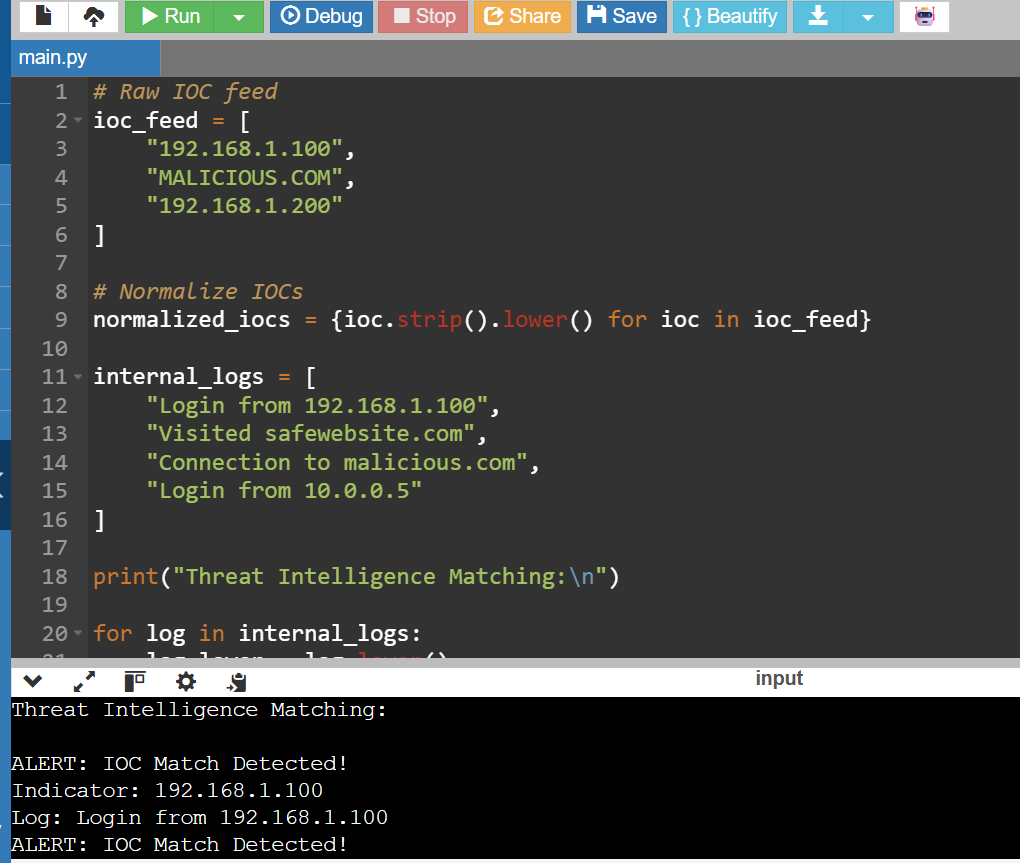 Run Debug Stop Share Save { } Beautify
main.py
1 # Raw IOC feed
2 ioc_feed = [
3     "192.168.1.100",
4     "MALICIOUS.COM",
5     "192.168.1.200"
6 ]
7
8 # Normalize IOCs
9 normalized_iocs = {ioc.strip().lower() for ioc in ioc_feed}
10
11 internal_logs = [
12     "Login from 192.168.1.100",
13     "Visited safewebsite.com",
14     "Connection to malicious.com",
15     "Login from 10.0.0.5"
16 ]
17
18 print("Threat Intelligence Matching:\n")
19
20 for log in internal_logs:
input
Threat Intelligence Matching:
ALERT: IOC Match Detected!
Indicator: 192.168.1.100
Log: Login from 192.168.1.100
ALERT: IOC Match Detected!